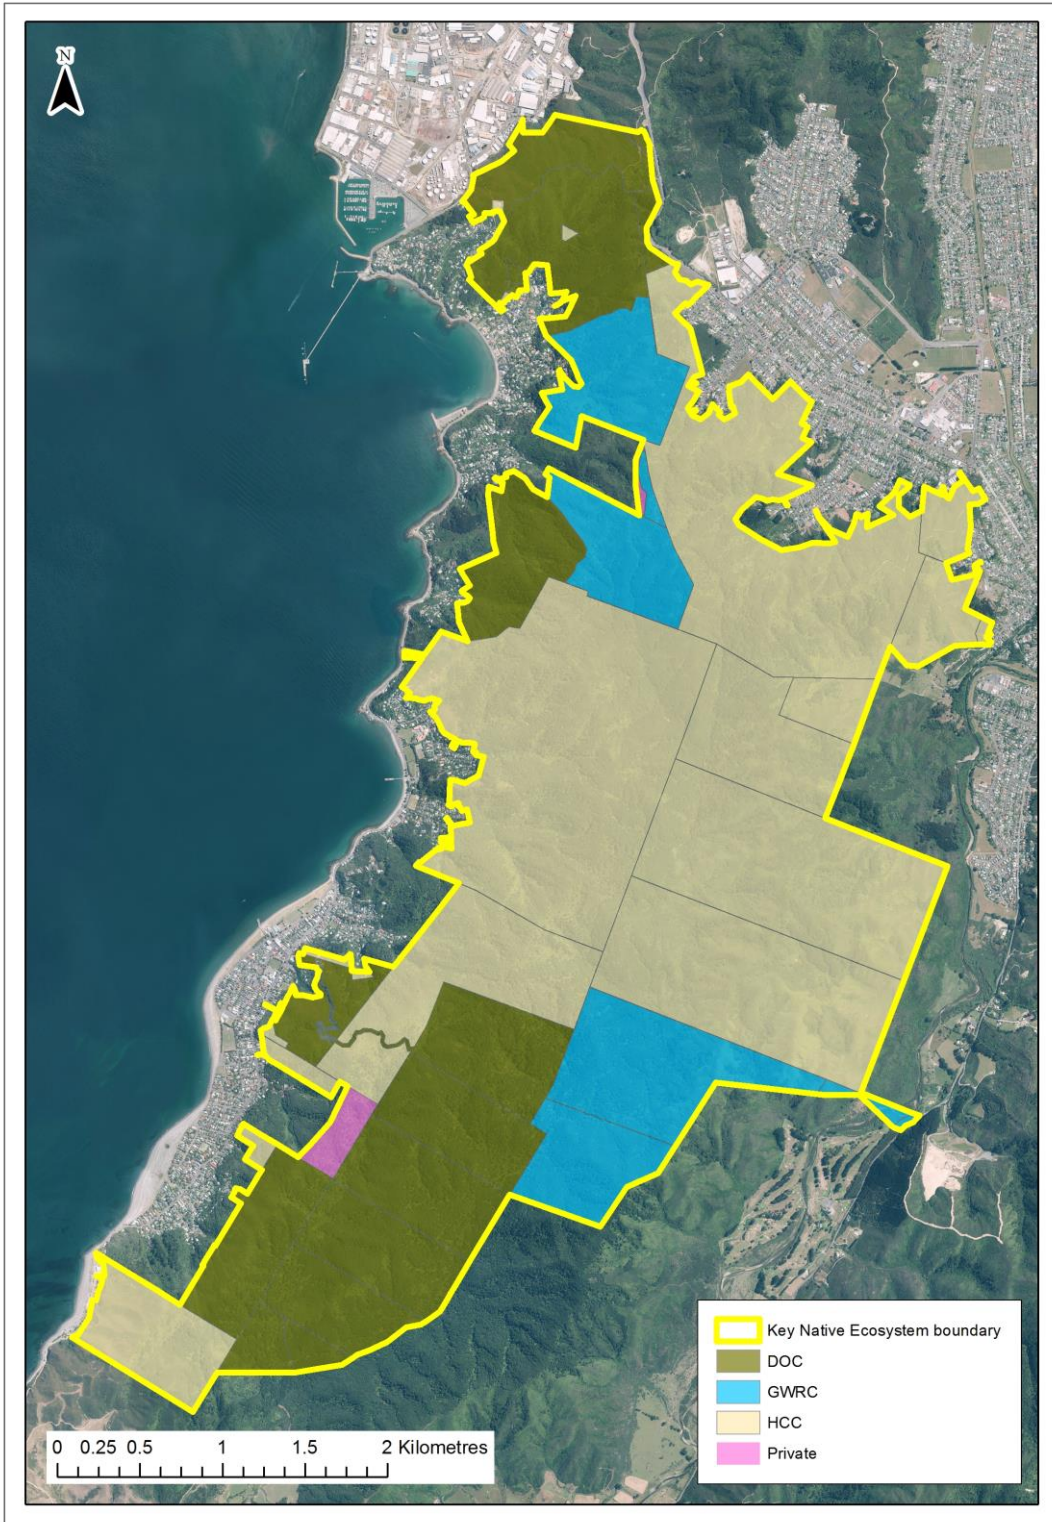 N
Key Native Ecosystem boundary
DOC
GWRC
HCC
Private
0 0.25 0.5 1 1.5 2 Kilometres